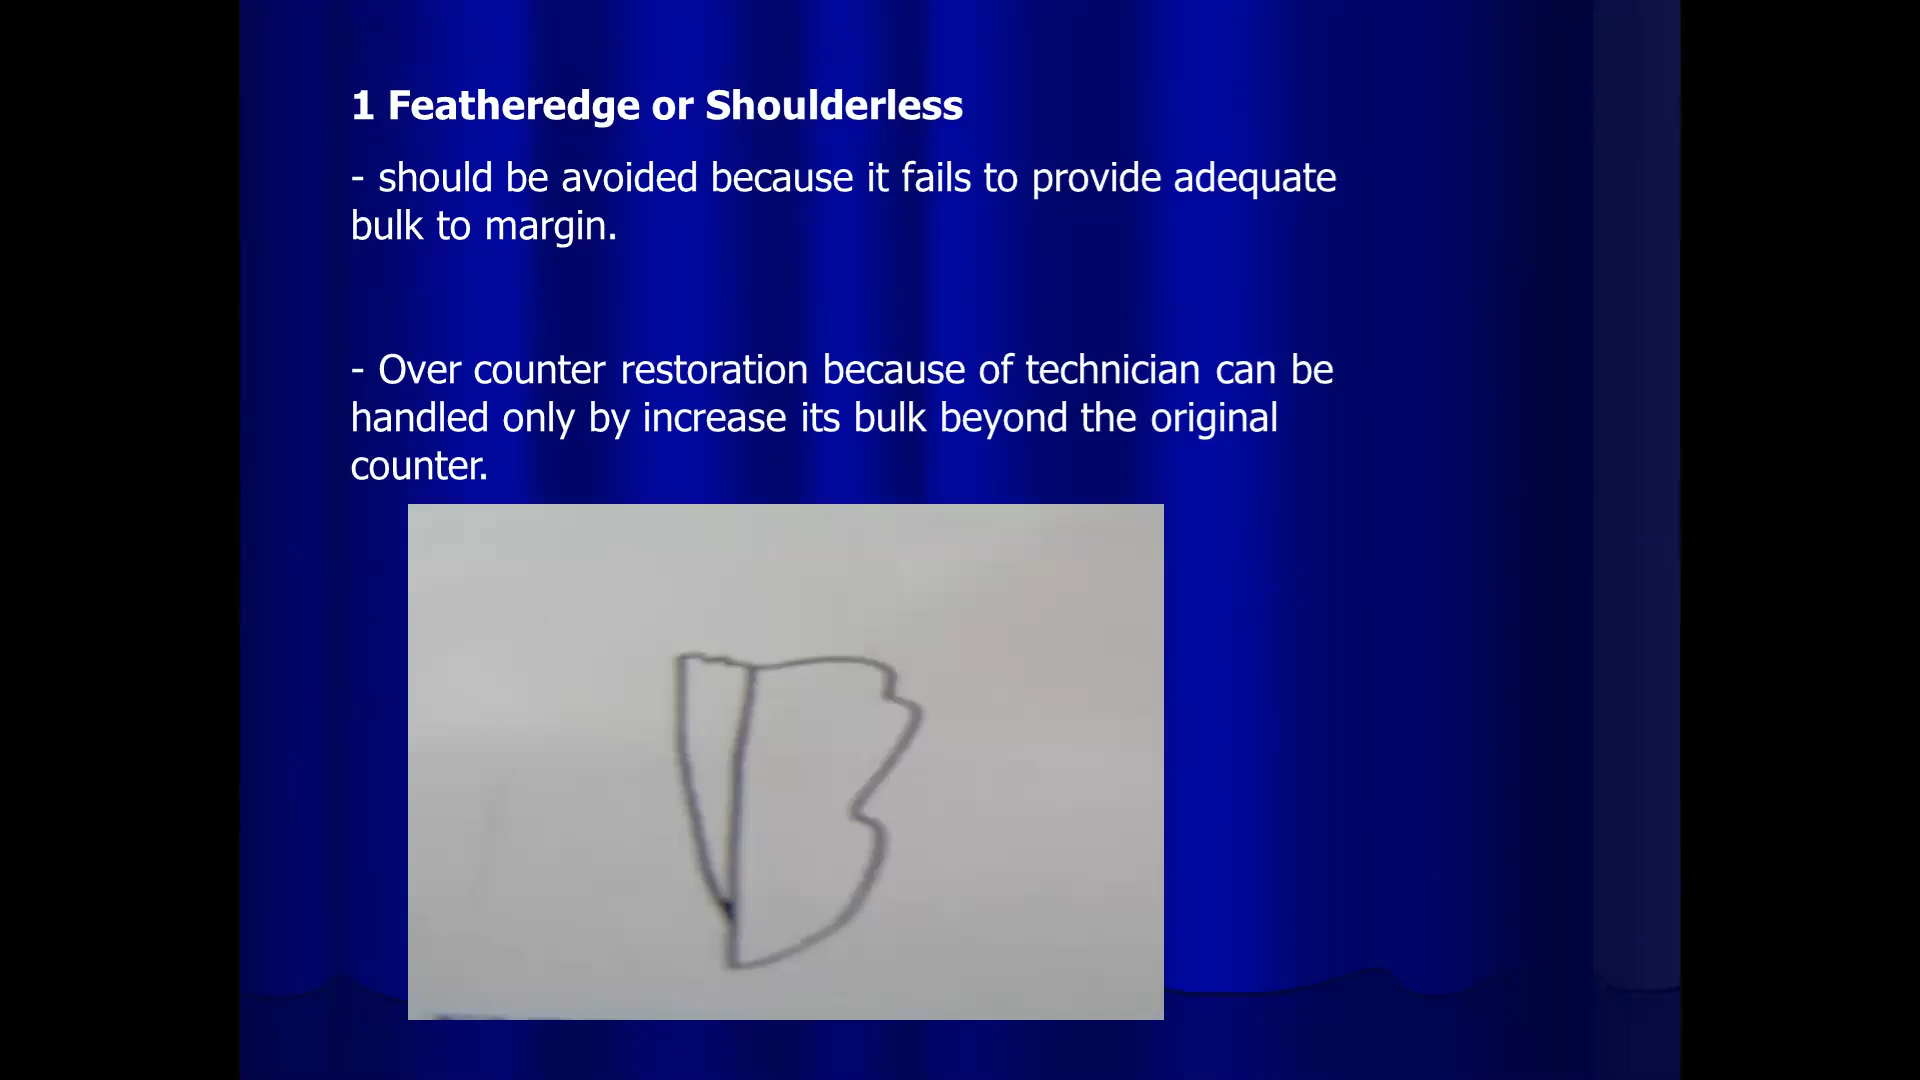 1 Featheredge or Shoulderless
- should be avoided because it fails to provide adequate
bulk to margin.
- Over counter restoration because of technician can be
handled only by increase its bulk beyond the original
counter.